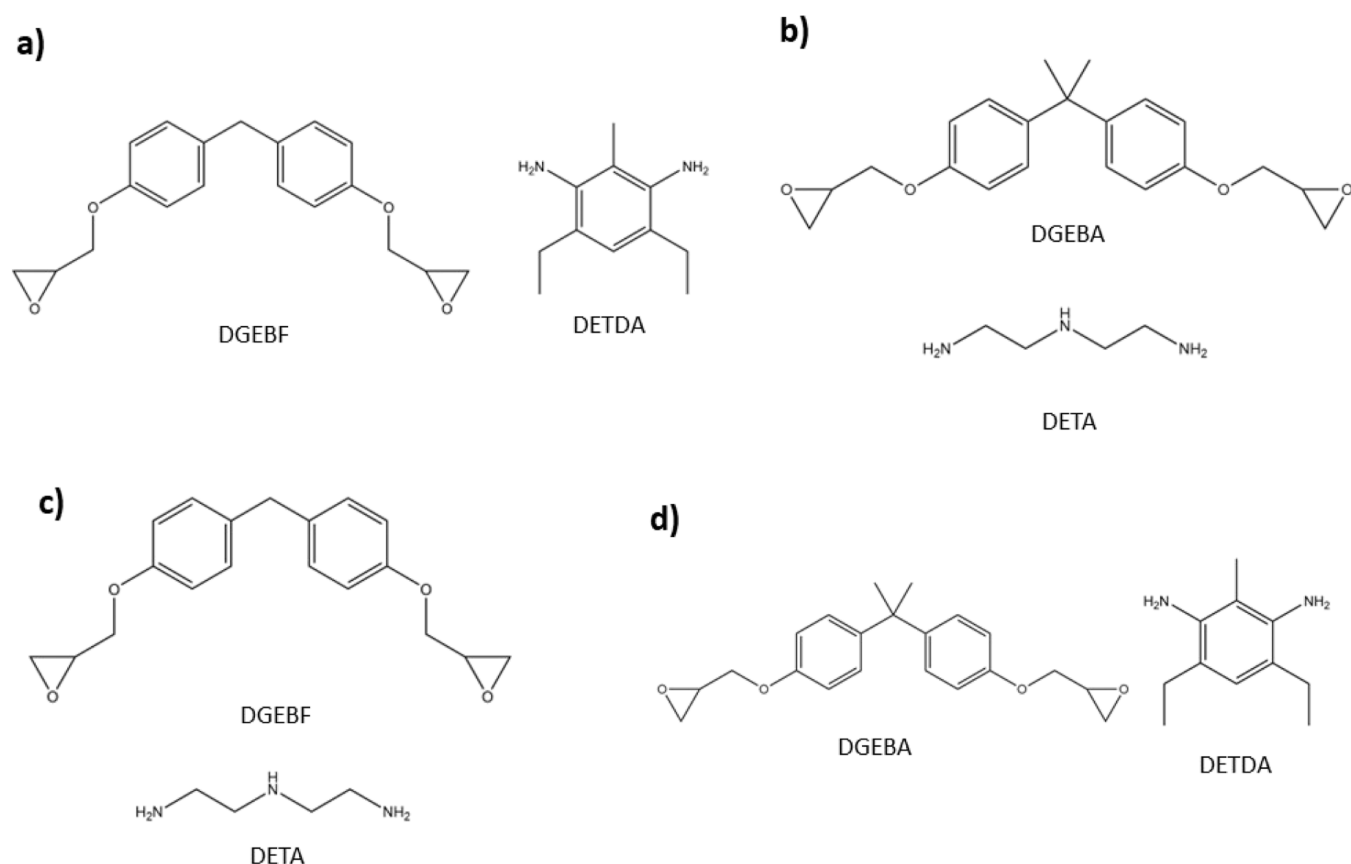 a)
O
O
O
O
DGEBF
H₂N
NH₂
DETDA
b)
O
O
O
O
DGEBA
H₂N
H
N
NH₂
DETA
c)
O
O
O
O
DGEBF
H₂N
H
N
NH₂
DETA
d)
O
O
O
O
DGEBA
H₂N
NH₂
DETDA